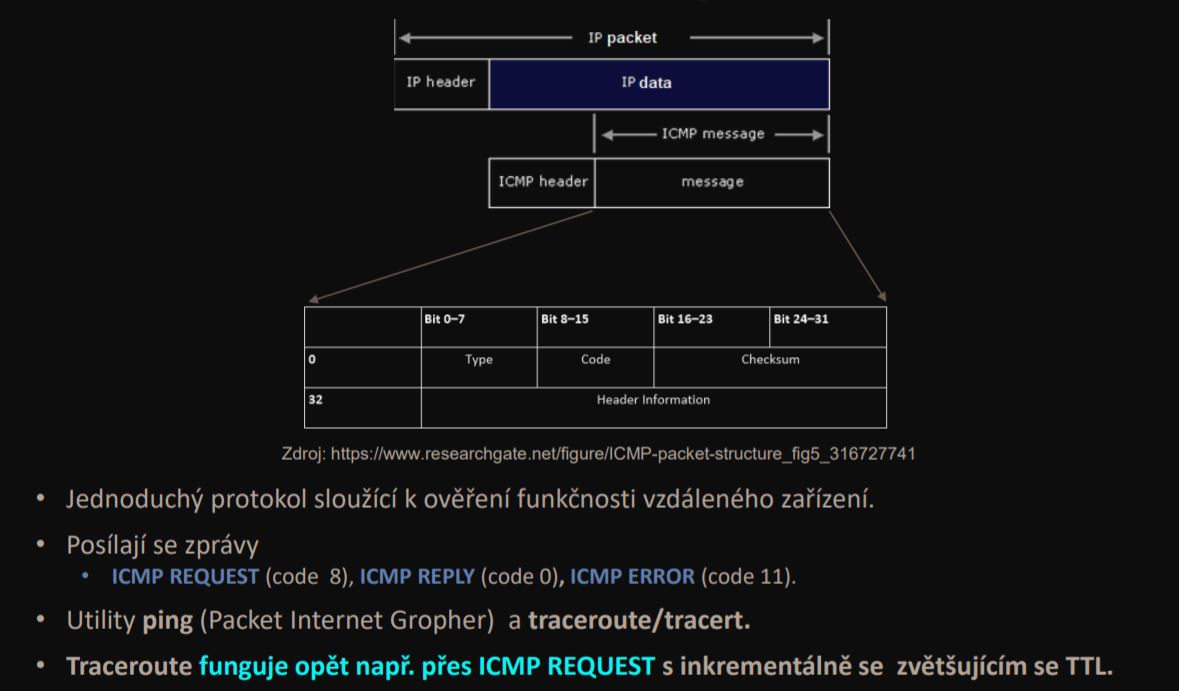 IP packet
IP header IP data
ICMP message
ICMP header message
Bit 0–7 Bit 8–15 Bit 16–23 Bit 24–31
0 Type Code Checksum
32 Header Information
Zdroj: https://www.researchgate.net/figure/ICMP-packet-structure_fig5_316727741
• Jednoduchý protokol sloužící k ověření funkčnosti vzdáleného zařízení.
• Posílají se zprávy
• ICMP REQUEST (code 8), ICMP REPLY (code 0), ICMP ERROR (code 11).
• Utility ping (Packet Internet Gropher) a traceroute/tracert.
• Traceroute funguje opět např. přes ICMP REQUEST s inkrementálně se zvětšujícím se TTL.